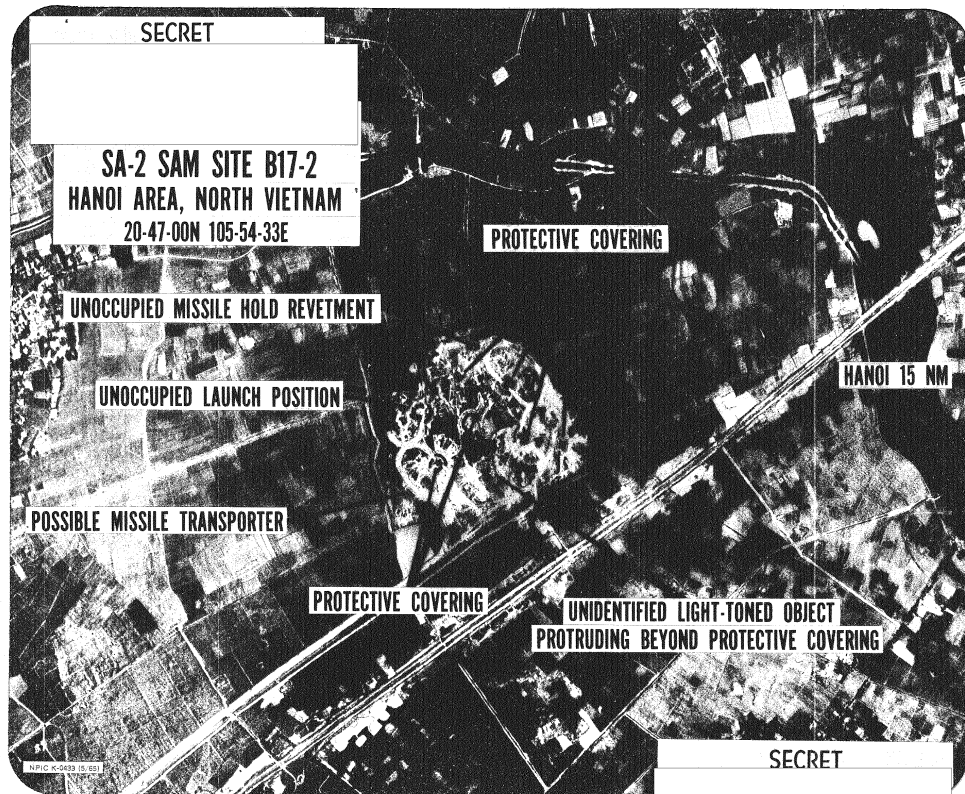 SECRET
SA-2 SAM SITE B17-2
HANOI AREA, NORTH VIETNAM
20-47-00N 105-54-33E
PROTECTIVE COVERING
UNOCCUPIED MISSILE HOLD REVETMENT
HANOI 15 NM
UNOCCUPIED LAUNCH POSITION
POSSIBLE MISSILE TRANSPORTER
PROTECTIVE COVERING
UNIDENTIFIED LIGHT-TONED OBJECT
PROTRUDING BEYOND PROTECTIVE COVERING
NPIC K-0433 (5/65)
SECRET